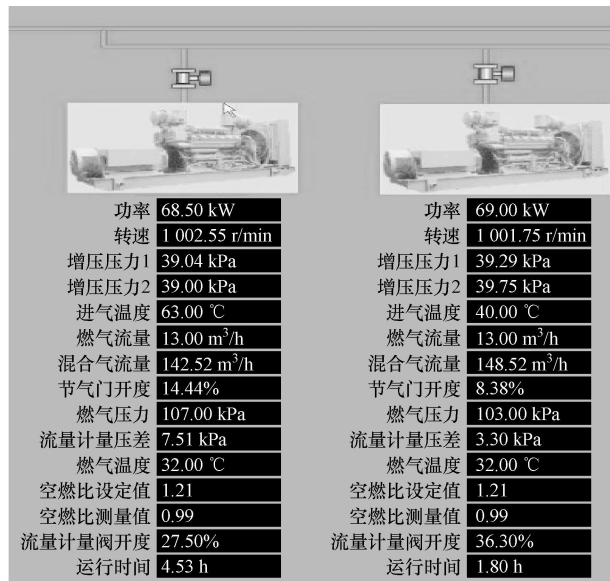 功率 68.50 kW 功率 69.00 kW
转速 1 002.55 r/min 转速 1 001.75 r/min
增压压力1 39.04 kPa 增压压力1 39.29 kPa
增压压力2 39.00 kPa 增压压力2 39.75 kPa
进气温度 63.00 ℃ 进气温度 40.00 ℃
燃气流量 13.00 m³/h 燃气流量 13.00 m³/h
混合气流量 142.52 m³/h 混合气流量 148.52 m³/h
节气门开度 14.44% 节气门开度 8.38%
燃气压力 107.00 kPa 燃气压力 103.00 kPa
流量计量压差 7.51 kPa 流量计量压差 3.30 kPa
燃气温度 32.00 ℃ 燃气温度 32.00 ℃
空燃比设定值 1.21 空燃比设定值 1.21
空燃比测量值 0.99 空燃比测量值 0.99
流量计量阀开度 27.50% 流量计量阀开度 36.30%
运行时间 4.53 h 运行时间 1.80 h